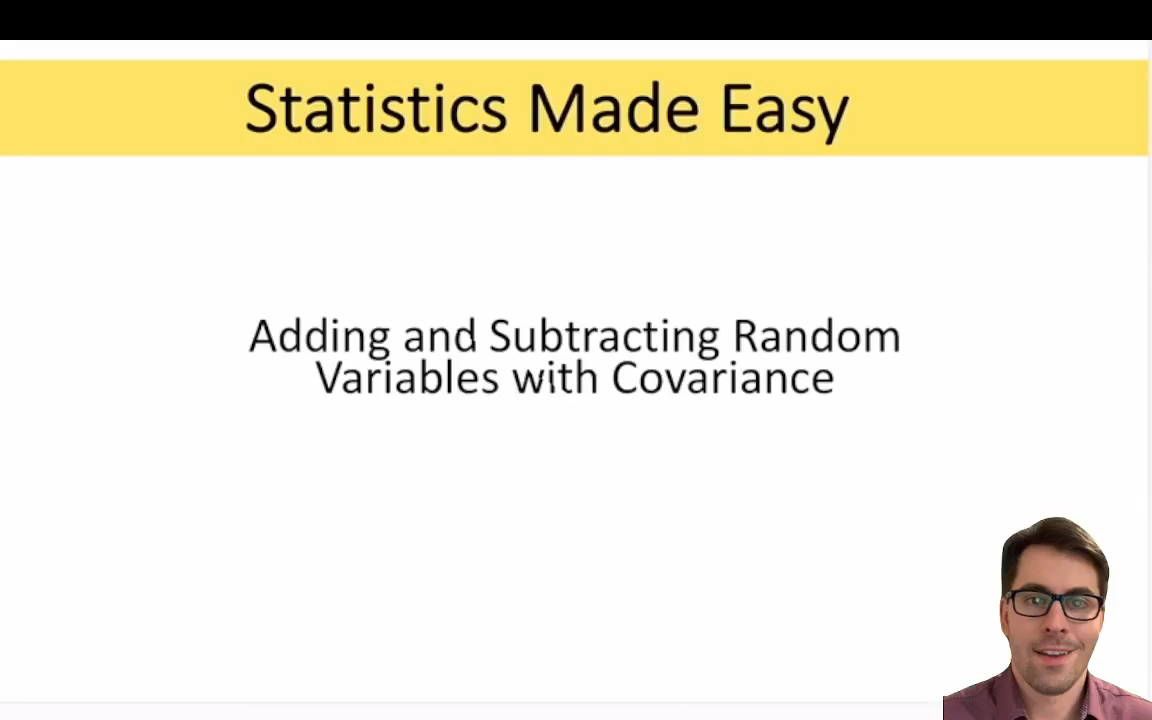 Statistics Made Easy
Adding and Subtracting Random
Variables with Covariance